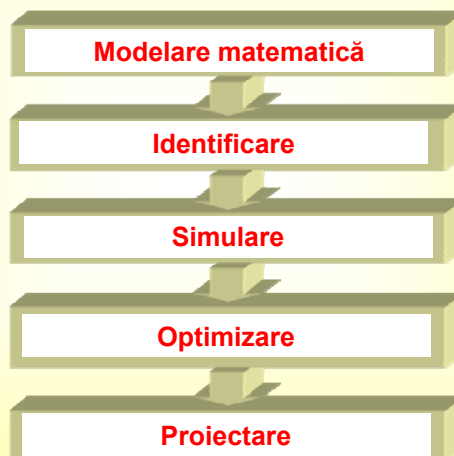 Modelare matematică
Identificare
Simulare
Optimizare
Proiectare